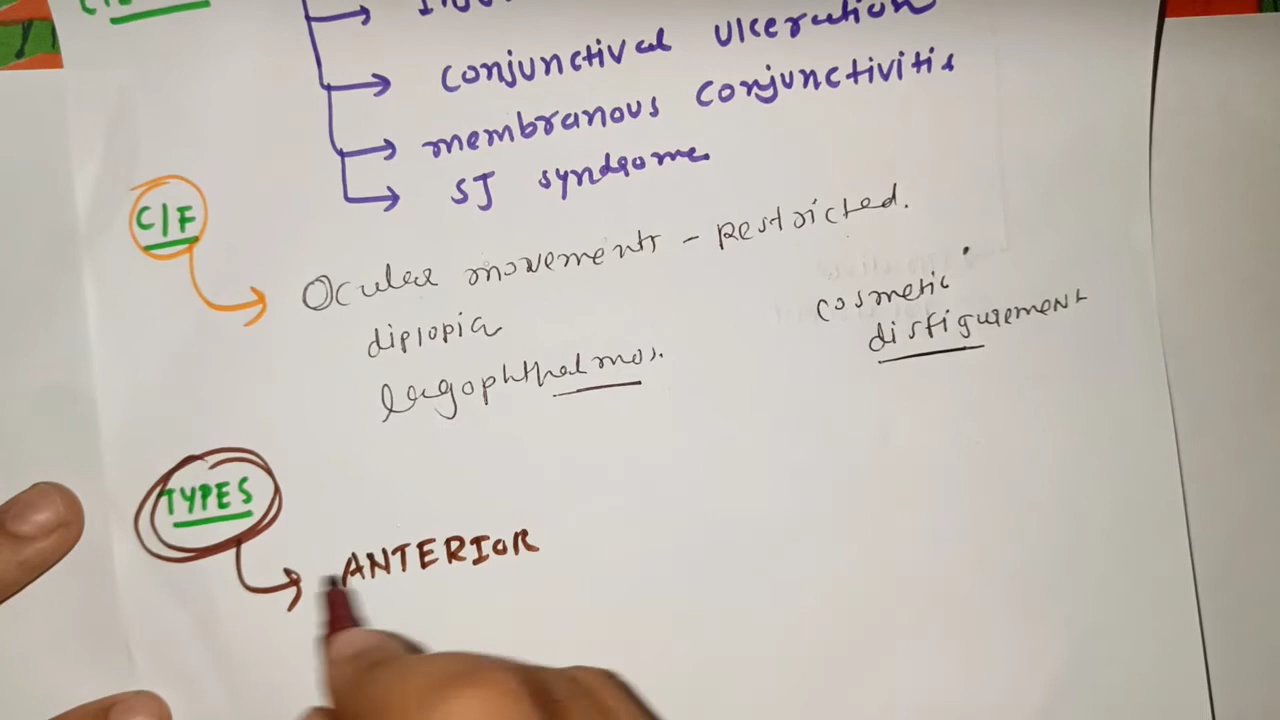 conjunctival ulceration
membranous conjunctivitis
SJ syndrome
C/F
Ocular movements - restricted.
diplopia
lagophthalmos.
cosmetic
disfigurement
TYPES
ANTERIOR